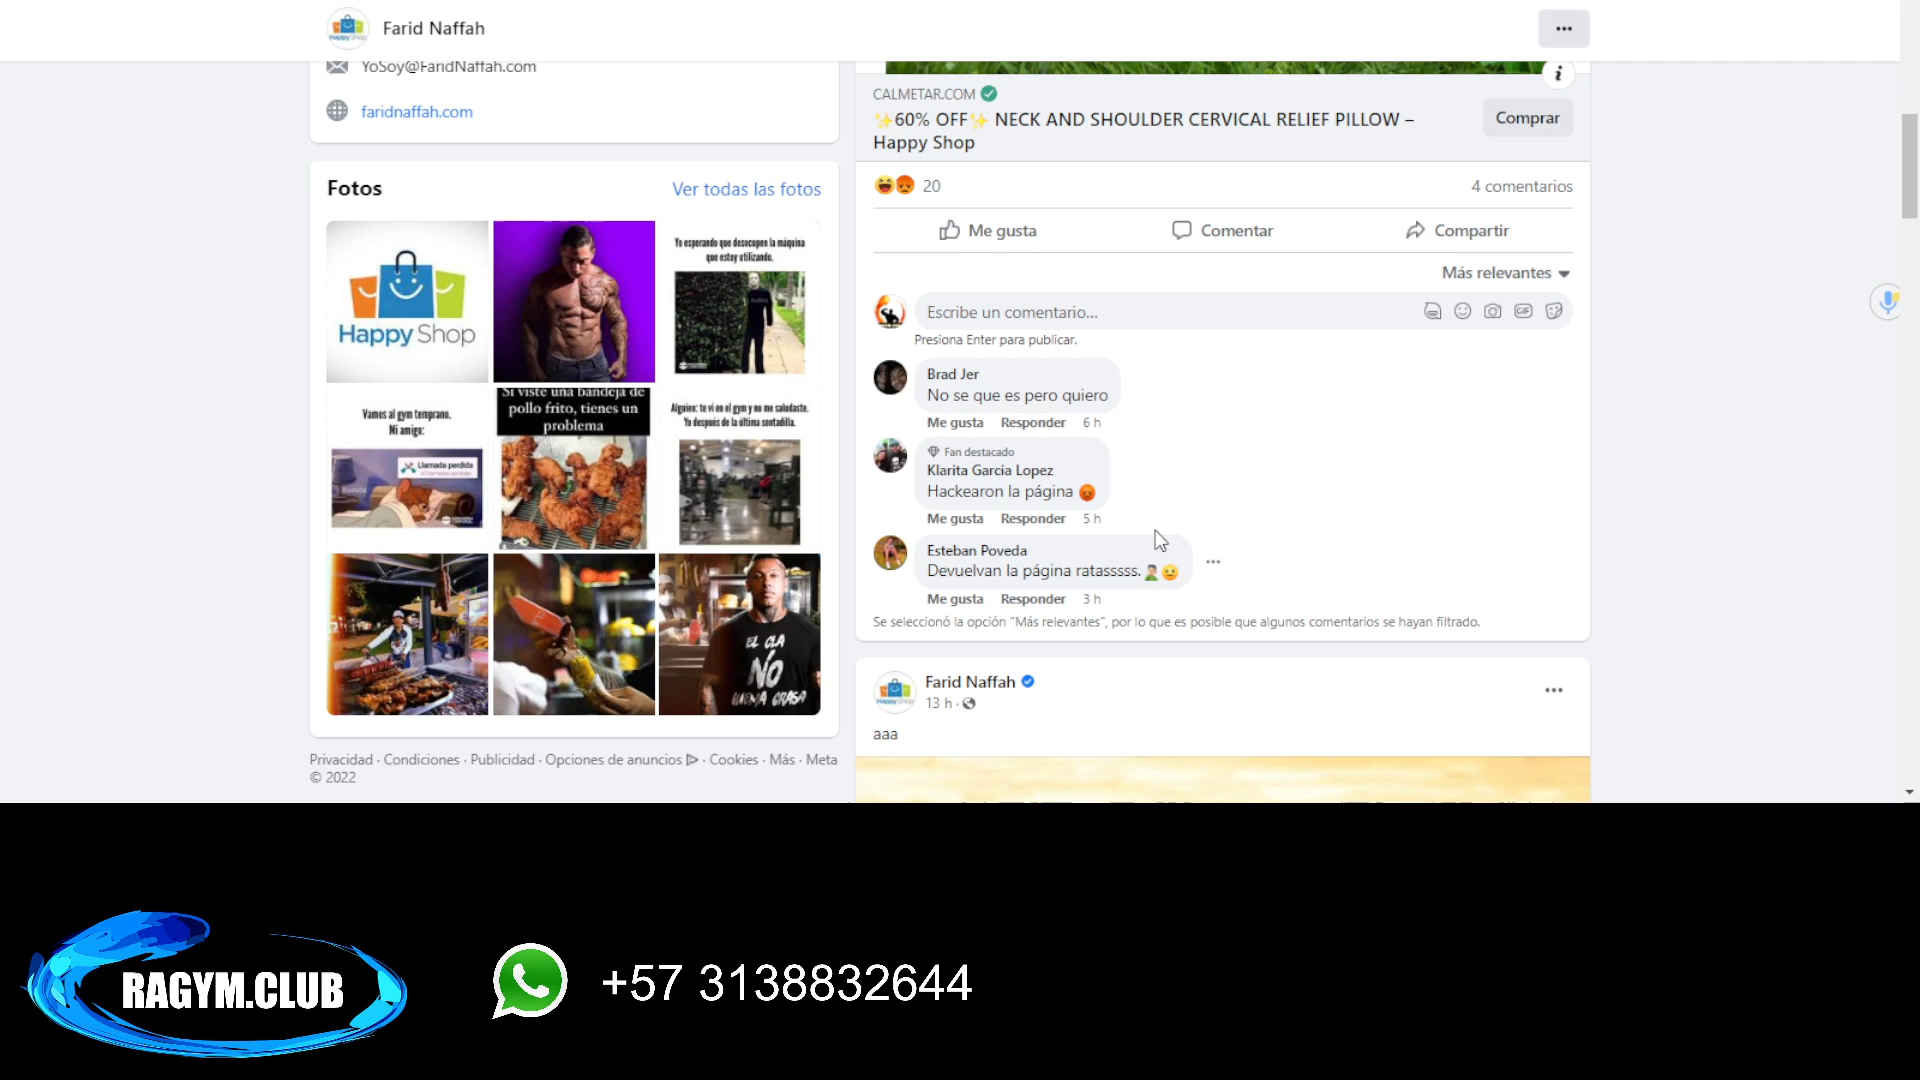 Farid Naffah
YoSoy@FaridNaffah.com
faridnaffah.com
Fotos
Ver todas las fotos
Happy Shop
Yo esperando que desocupen la máquina
que estoy utilizando.
Vamos al gym temprano.
Mi amigo:
Llamada perdida
Si viste una bandeja de
pollo frito, tienes un
problema
Alguien: te vi en el gym y no me saludaste.
Yo después de la última sentadilla.
EL CLA
NO
QUEMA GRASA
Privacidad · Condiciones · Publicidad · Opciones de anuncios · Cookies · Más · Meta
© 2022
CALMETAR.COM
✨60% OFF✨ NECK AND SHOULDER CERVICAL RELIEF PILLOW –
Happy Shop
Comprar
20
4 comentarios
Me gusta
Comentar
Compartir
Más relevantes
Escribe un comentario...
GIF
Presiona Enter para publicar.
Brad Jer
No se que es pero quiero
Me gusta Responder 6 h
Fan destacado
Klarita Garcia Lopez
Hackearon la página 😡
Me gusta Responder 5 h
Esteban Poveda
Devuelvan la página ratasssss.
Me gusta Responder 3 h
Se seleccionó la opción "Más relevantes", por lo que es posible que algunos comentarios se hayan filtrado.
Farid Naffah
13 h ·
aaa
RAGYM.CLUB
+57 3138832644